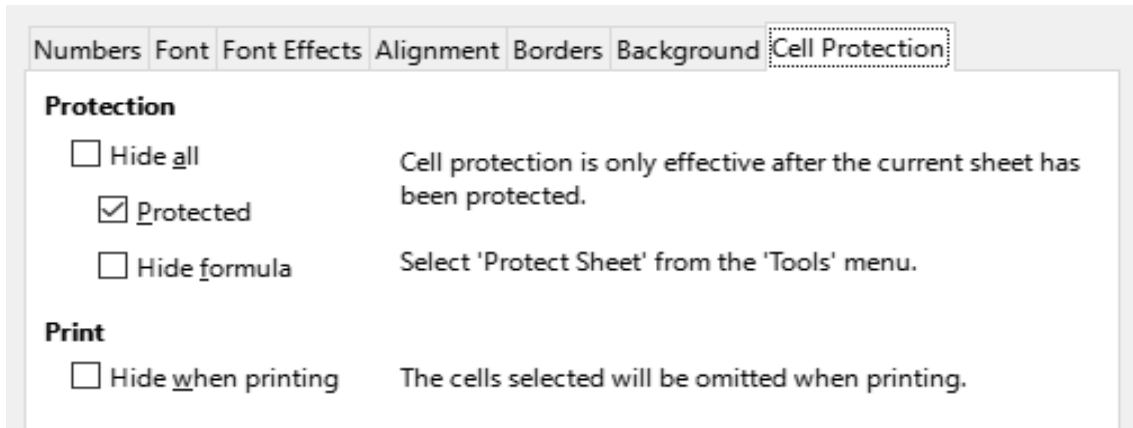 Numbers Font Font Effects Alignment Borders Background Cell Protection
Protection
Hide all
Cell protection is only effective after the current sheet has
been protected.
Protected
Hide formula
Select 'Protect Sheet' from the 'Tools' menu.
Print
Hide when printing
The cells selected will be omitted when printing.